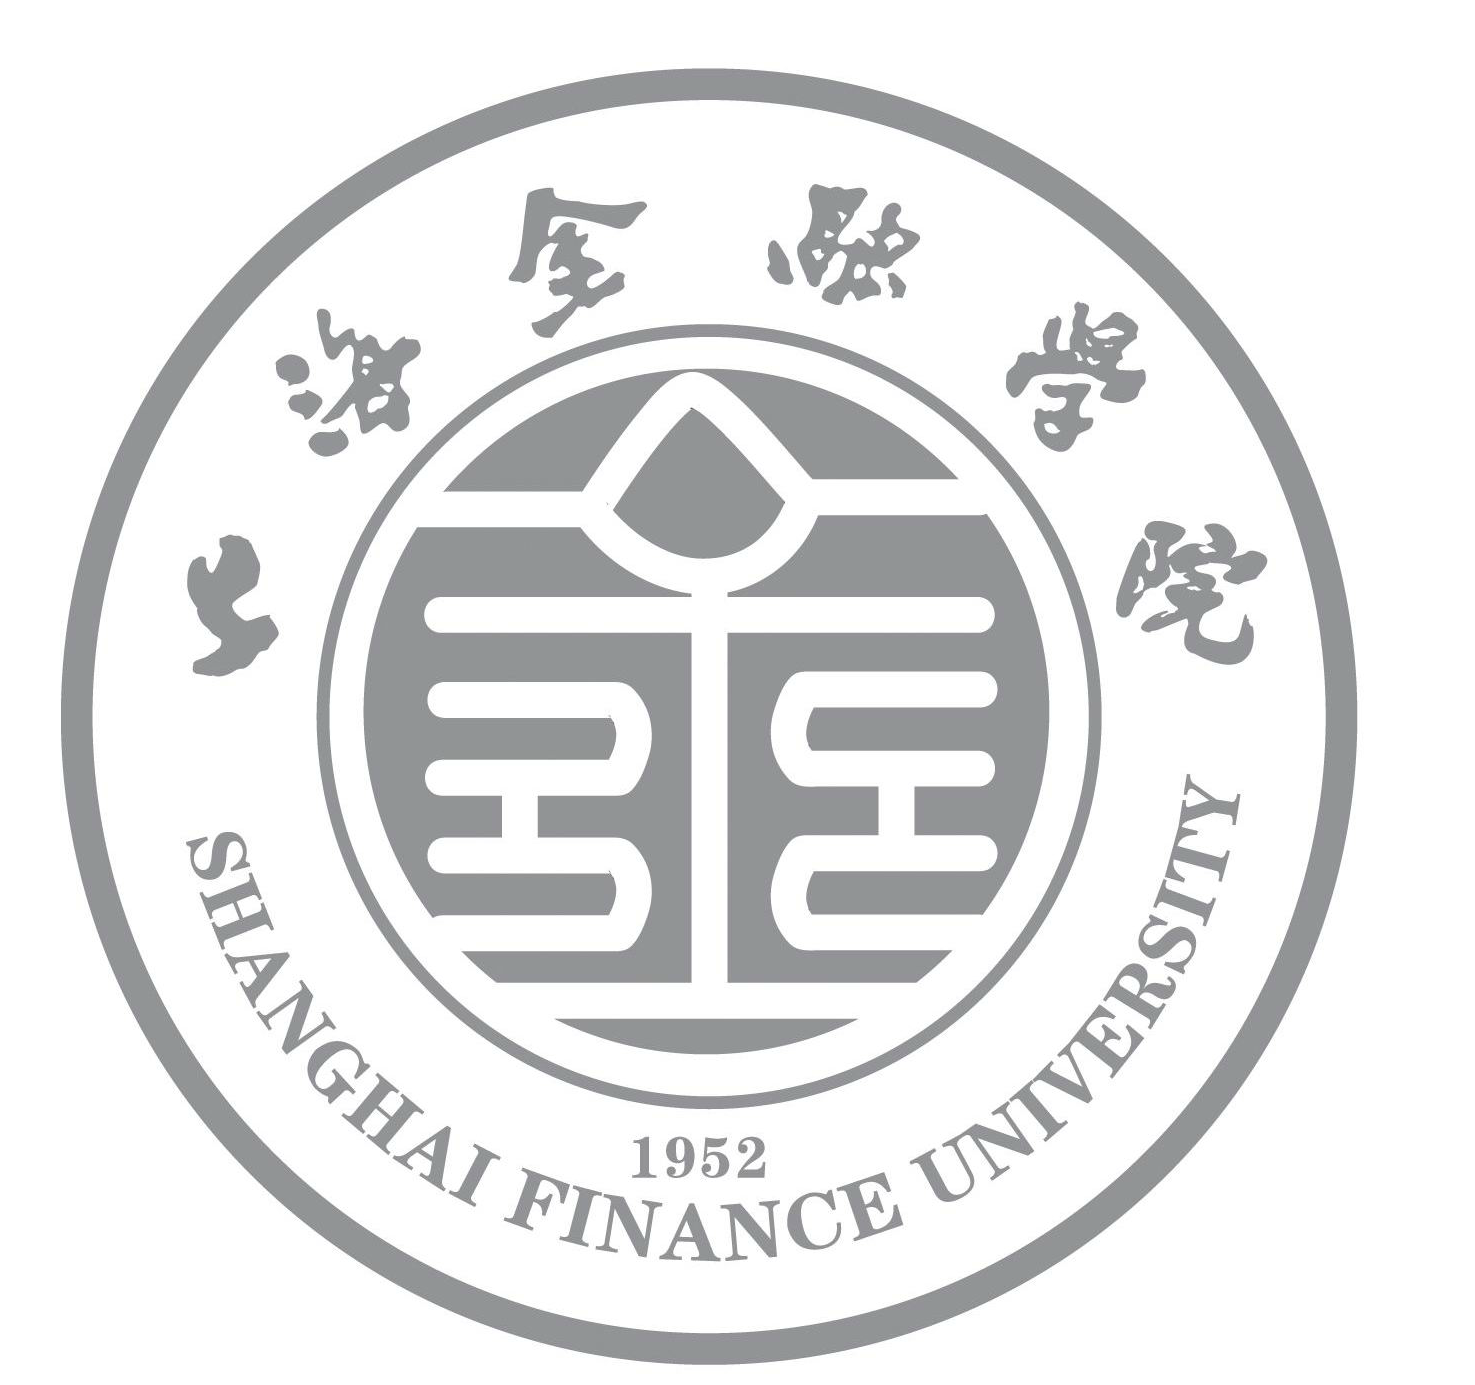 上海金融学院
1952
SHANGHAI FINANCE UNIVERSITY